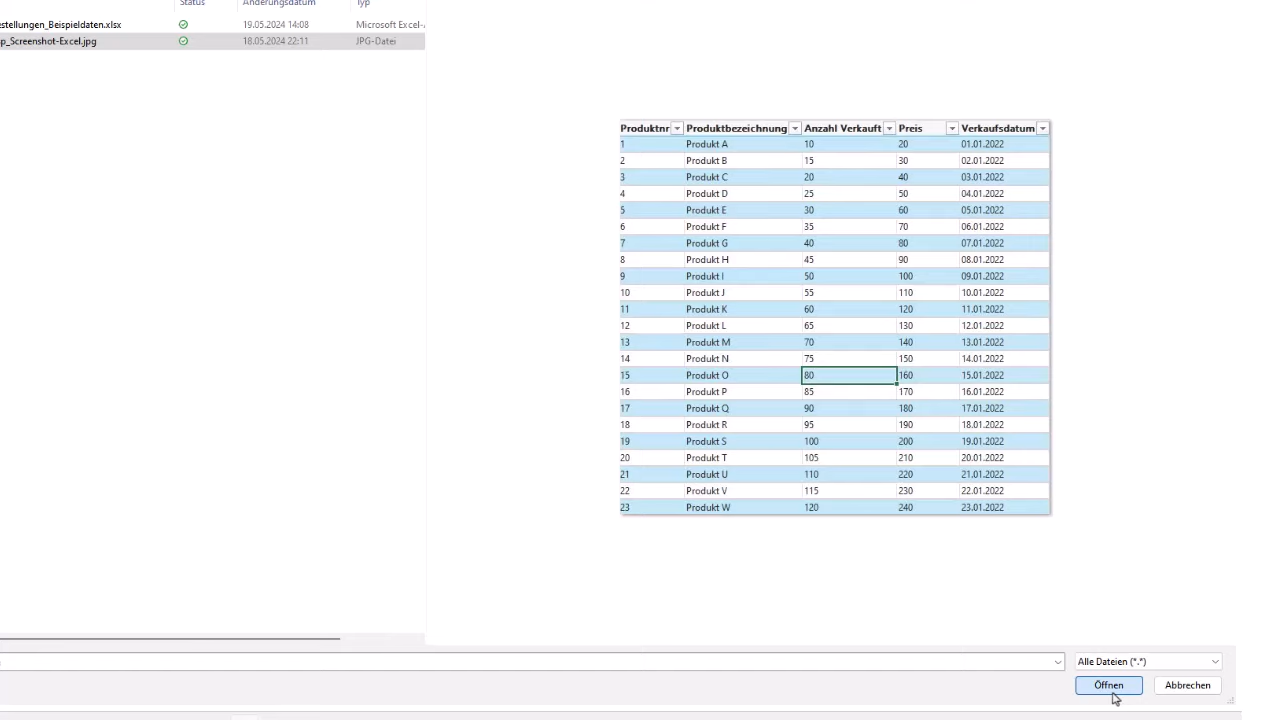 Status Änderungsdatum Typ
estellungen_Beispieldaten.xlsx 19.05.2024 14:08 Microsoft Excel-
p_Screenshot-Excel.jpg 18.05.2024 22:11 JPG-Datei
Produktnr Produktbezeichnung Anzahl Verkauft Preis Verkaufsdatum
1 Produkt A 10 20 01.01.2022
2 Produkt B 15 30 02.01.2022
3 Produkt C 20 40 03.01.2022
4 Produkt D 25 50 04.01.2022
5 Produkt E 30 60 05.01.2022
6 Produkt F 35 70 06.01.2022
7 Produkt G 40 80 07.01.2022
8 Produkt H 45 90 08.01.2022
9 Produkt I 50 100 09.01.2022
10 Produkt J 55 110 10.01.2022
11 Produkt K 60 120 11.01.2022
12 Produkt L 65 130 12.01.2022
13 Produkt M 70 140 13.01.2022
14 Produkt N 75 150 14.01.2022
15 Produkt O 80 160 15.01.2022
16 Produkt P 85 170 16.01.2022
17 Produkt Q 90 180 17.01.2022
18 Produkt R 95 190 18.01.2022
19 Produkt S 100 200 19.01.2022
20 Produkt T 105 210 20.01.2022
21 Produkt U 110 220 21.01.2022
22 Produkt V 115 230 22.01.2022
23 Produkt W 120 240 23.01.2022
Alle Dateien (*.*)
Öffnen Abbrechen